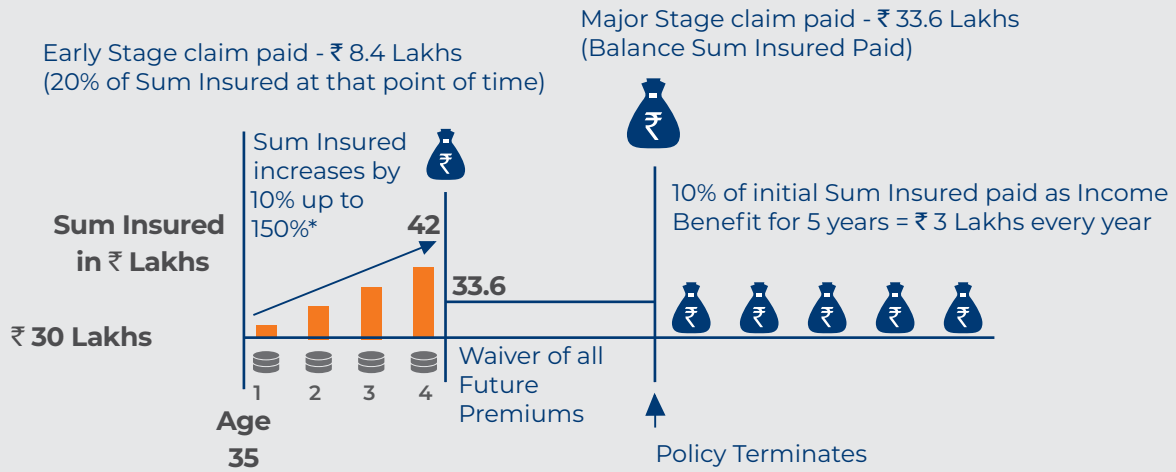 Early Stage claim paid - ₹ 8.4 Lakhs
(20% of Sum Insured at that point of time)
Major Stage claim paid - ₹ 33.6 Lakhs
(Balance Sum Insured Paid)
₹
₹
Sum Insured
increases by
10% up to
150%*
42
Sum Insured
in ₹ Lakhs
33.6
10% of initial Sum Insured paid as Income
Benefit for 5 years = ₹ 3 Lakhs every year
₹ ₹ ₹ ₹ ₹
₹ 30 Lakhs
1 2 3 4
Age
35
Waiver of all
Future
Premiums
Policy Terminates